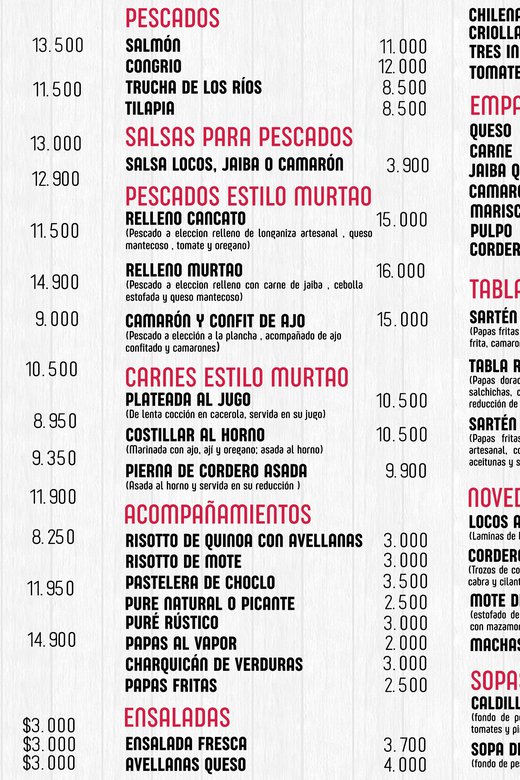 13.500
11.500
13.000
12.900
11.500
14.900
9.000
10.500
8.950
9.350
11.900
8.250
11.950
14.900
$3.000
$3.000
$3.000
PESCADOS
SALMÓN 11.000
CONGRIO 12.000
TRUCHA DE LOS RÍOS 8.500
TILAPIA 8.500
SALSAS PARA PESCADOS
SALSA LOCOS, JAIBA O CAMARÓN 3.900
PESCADOS ESTILO MURTAO
RELLENO CANCATO 15.000
(Pescado a eleccion relleno de longaniza artesanal , queso
mantecoso , tomate y oregano)
RELLENO MURTAO 16.000
(Pescado a eleccion relleno con carne de jaiba , cebolla
estofada y queso mantecoso)
CAMARÓN Y CONFIT DE AJO 15.000
(Pescado a elección a la plancha , acompañado de ajo
confitado y camarones)
CARNES ESTILO MURTAO
PLATEADA AL JUGO 10.500
(De lenta cocción en cacerola, servida en su jugo)
COSTILLAR AL HORNO 10.500
(Marinada con ajo, ají y oregano; asada al horno)
PIERNA DE CORDERO ASADA 9.900
(Asada al horno y servida en su reducción )
ACOMPAÑAMIENTOS
RISOTTO DE QUINOA CON AVELLANAS 3.000
RISOTTO DE MOTE 3.000
PASTELERA DE CHOCLO 3.500
PURE NATURAL O PICANTE 2.500
PURÉ RÚSTICO 3.000
PAPAS AL VAPOR 2.000
CHARQUICÁN DE VERDURAS 3.000
PAPAS FRITAS 2.500
ENSALADAS
ENSALADA FRESCA 3.700
AVELLANAS QUESO 4.000
CHILENA
CRIOLLA
TRES IN
TOMATE
EMPA
QUESO
CARNE
JAIBA Q
CAMARÓ
MARISC
PULPO
CORDER
TABLA
SARTÉN
(Papas fritas
frita, camaro
TABLA R
(Papas dorad
salchichas, c
reducción de
SARTÉN
(Papas fritas
artesanal, co
aceitunas y s
NOVED
LOCOS A
(Laminas de l
CORDERO
(Trozos de co
cabra y cilant
MOTE DE
(estofado de
con mazamor
MACHAS
SOPAS
CALDILL
(fondo de pe
tomates y pi
SOPA DE
(fondo de pe